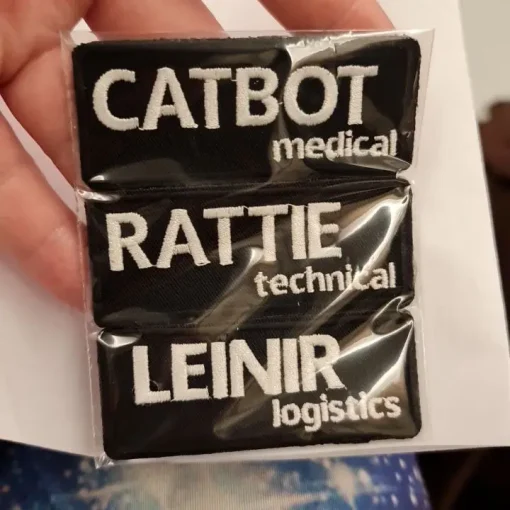 CATBOT
medical
RATTIE
technical
LEINIR
logistics